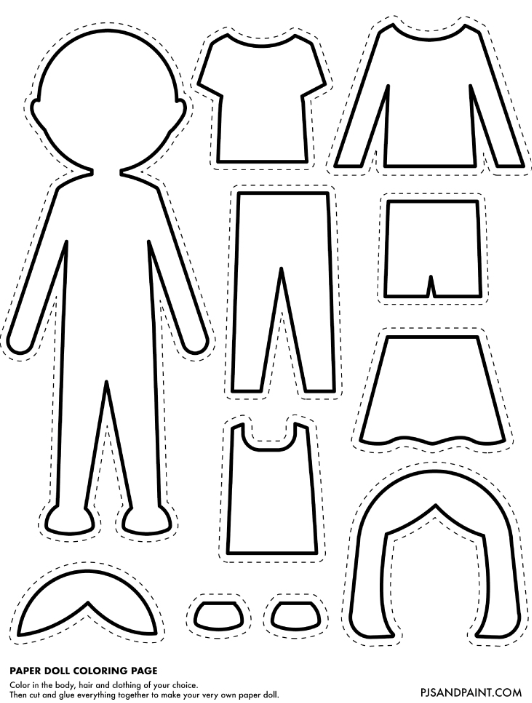 PAPER DOLL COLORING PAGE
Color in the body, hair and clothing of your choice.
Then cut and glue everything together to make your very own paper doll.
PJSANDPAINT.COM